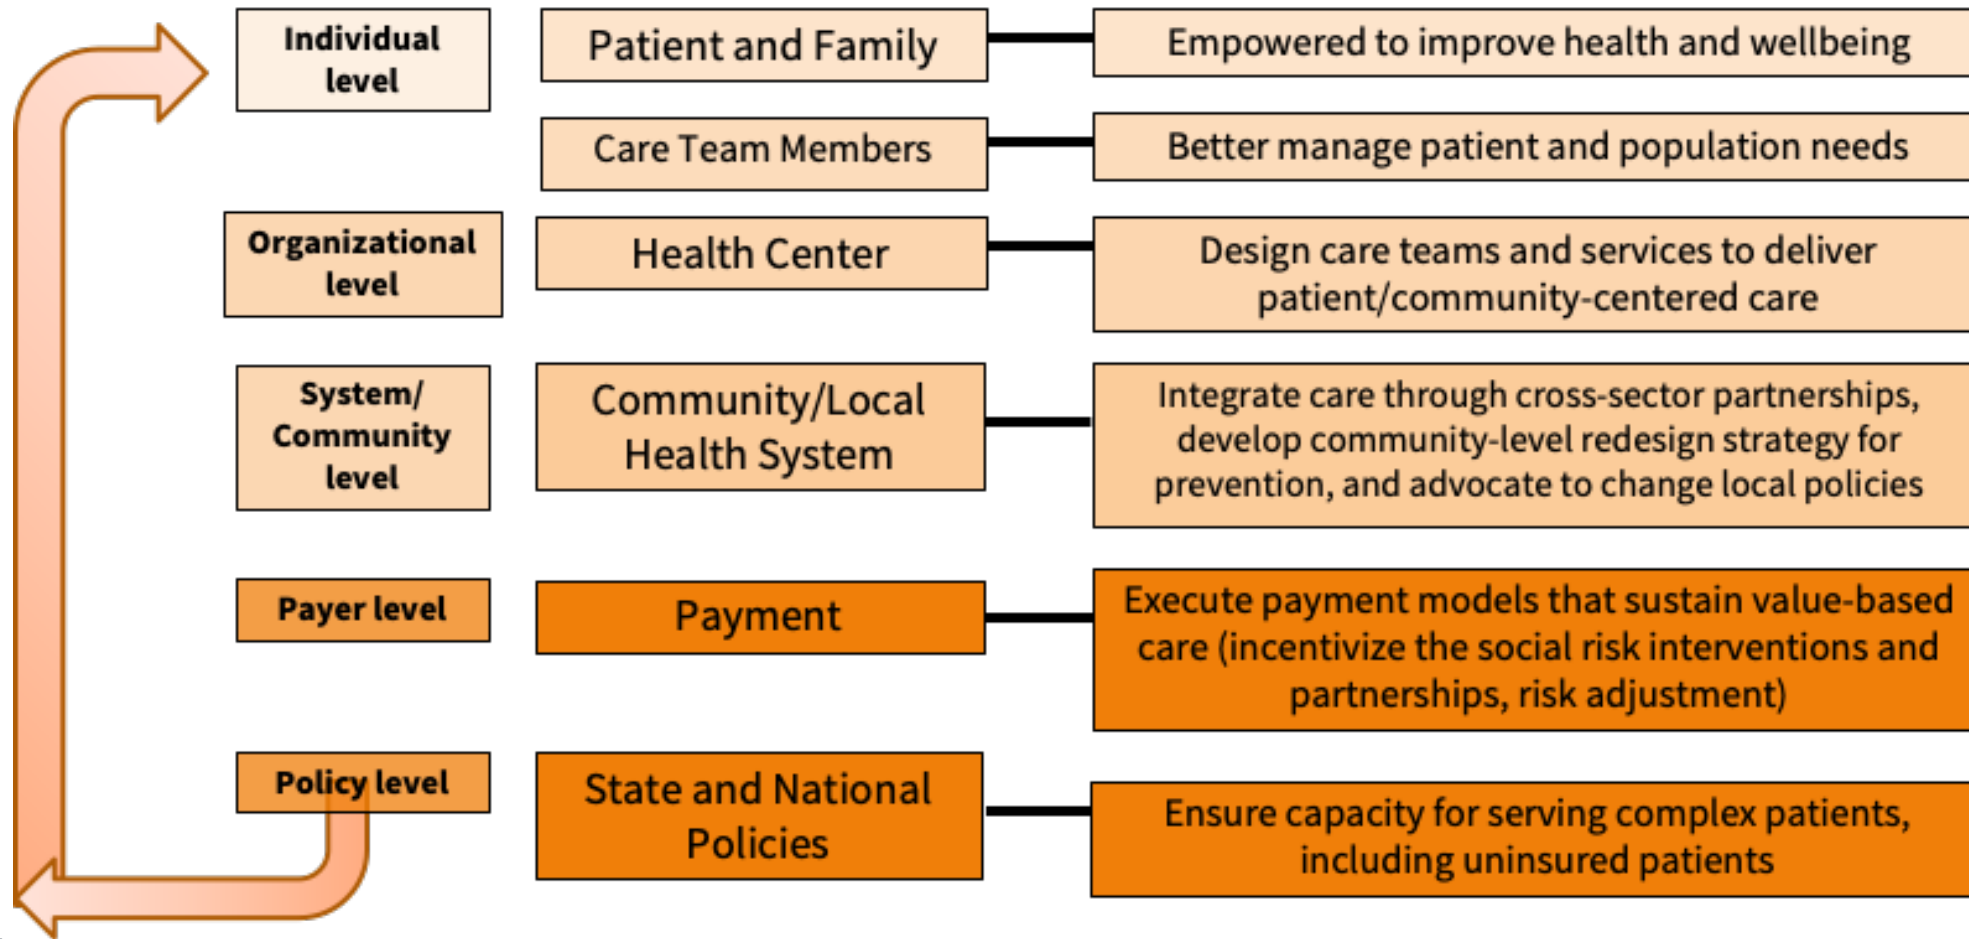 Individual
level
Patient and Family
Empowered to improve health and wellbeing
Care Team Members
Better manage patient and population needs
Organizational
level
Health Center
Design care teams and services to deliver
patient/community-centered care
System/
Community
level
Community/Local
Health System
Integrate care through cross-sector partnerships,
develop community-level redesign strategy for
prevention, and advocate to change local policies
Payer level
Payment
Execute payment models that sustain value-based
care (incentivize the social risk interventions and
partnerships, risk adjustment)
Policy level
State and National
Policies
Ensure capacity for serving complex patients,
including uninsured patients